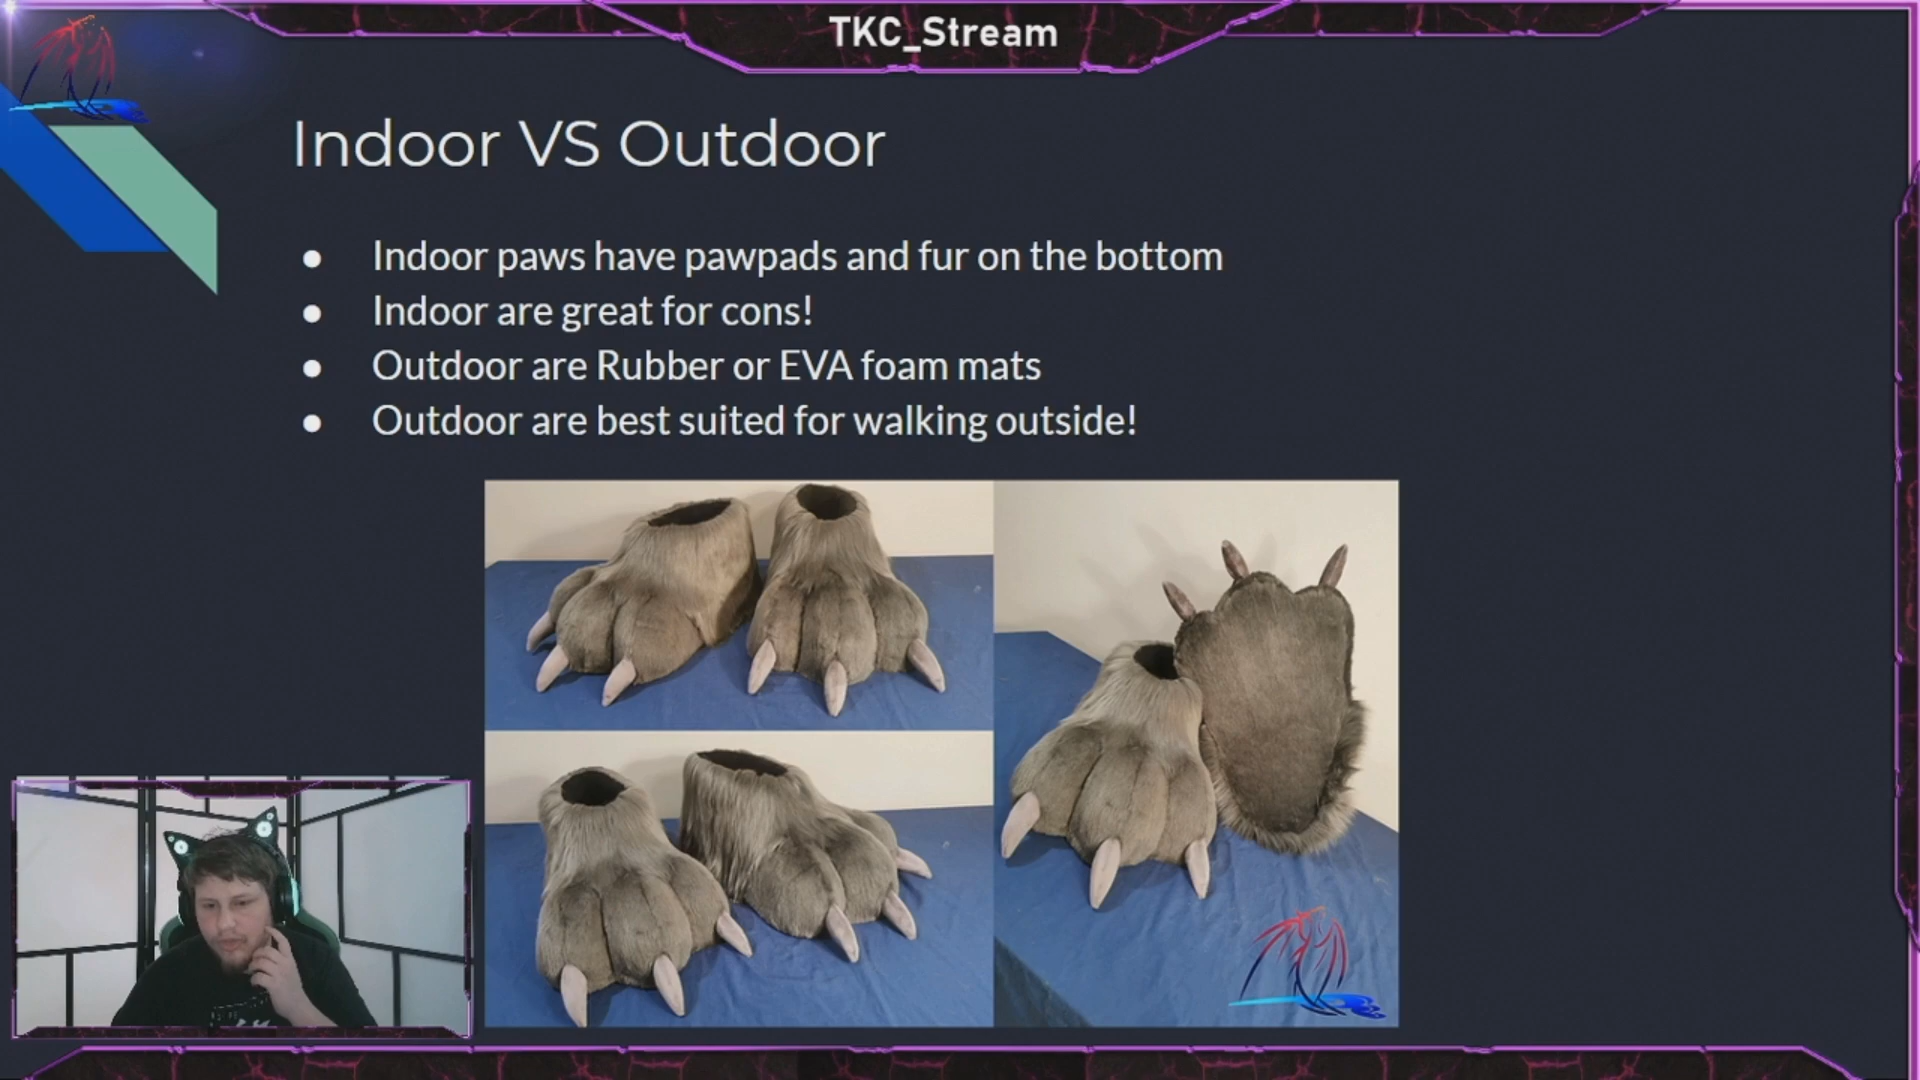 TKC_Stream
Indoor VS Outdoor
● Indoor paws have pawpads and fur on the bottom
● Indoor are great for cons!
● Outdoor are Rubber or EVA foam mats
● Outdoor are best suited for walking outside!